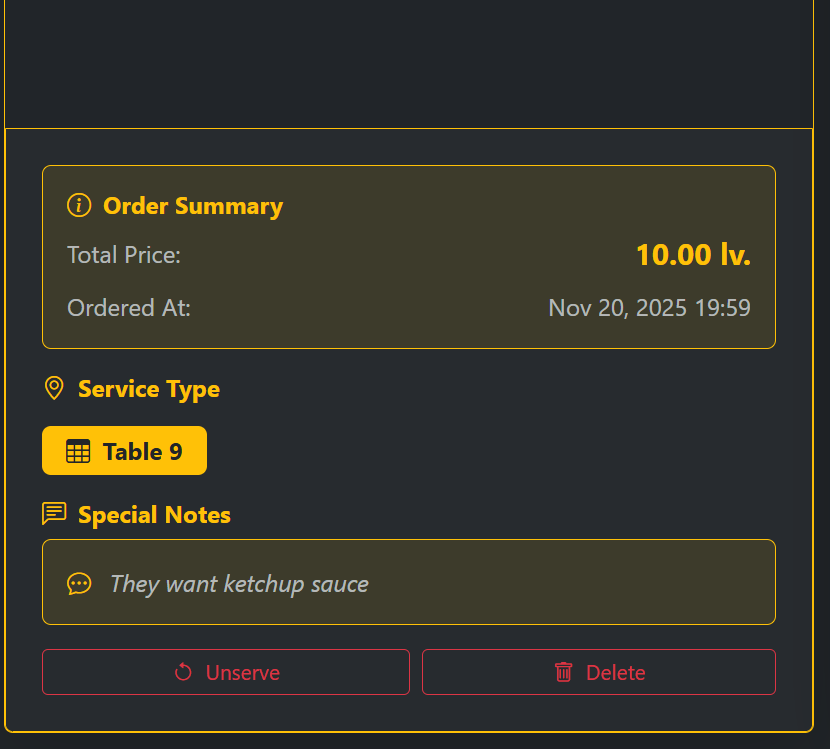 Order Summary
Total Price: 10.00 lv.
Ordered At: Nov 20, 2025 19:59
Service Type
Table 9
Special Notes
They want ketchup sauce
Unserve Delete